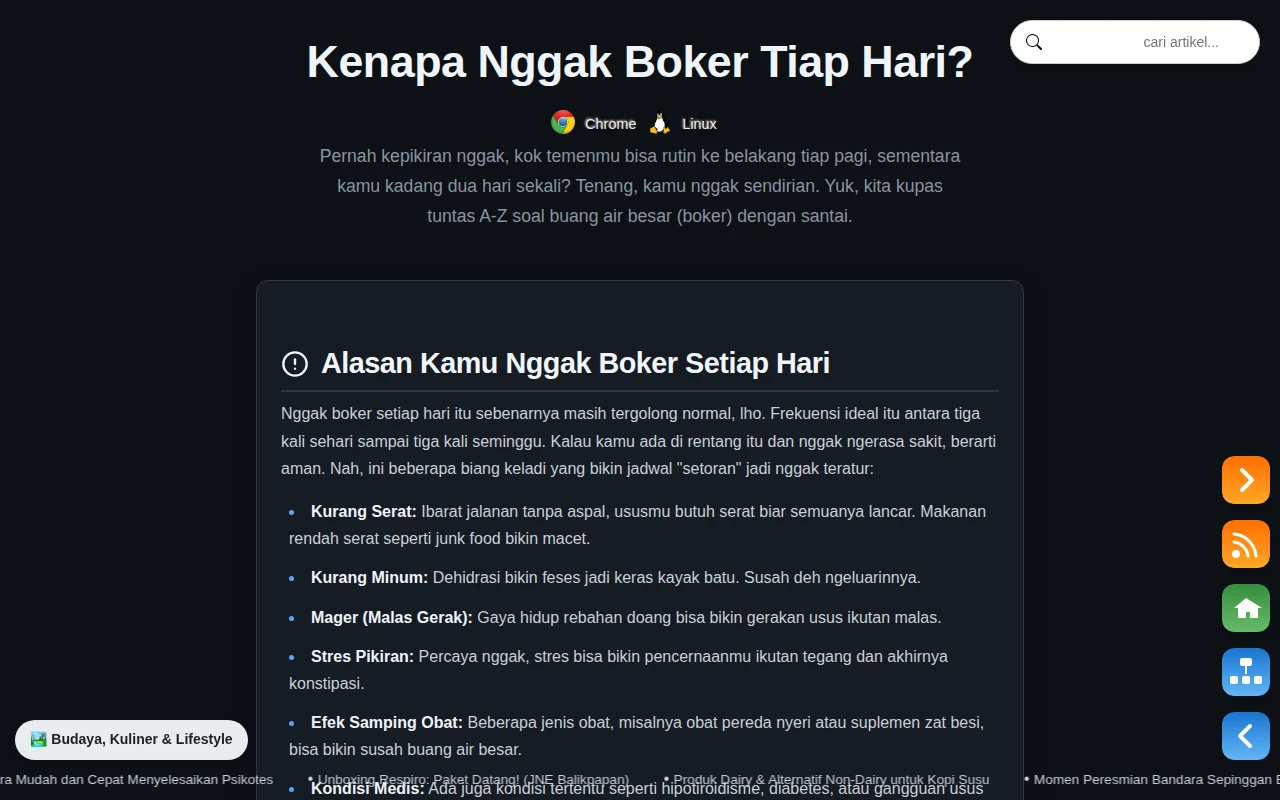 Kenapa Nggak Boker Tiap Hari?
cari artikel...
Chrome Linux
Pernah kepikiran nggak, kok temenmu bisa rutin ke belakang tiap pagi, sementara
kamu kadang dua hari sekali? Tenang, kamu nggak sendirian. Yuk, kita kupas
tuntas A-Z soal buang air besar (boker) dengan santai.
Alasan Kamu Nggak Boker Setiap Hari
Nggak boker setiap hari itu sebenarnya masih tergolong normal, lho. Frekuensi ideal itu antara tiga
kali sehari sampai tiga kali seminggu. Kalau kamu ada di rentang itu dan nggak ngerasa sakit, berarti
aman. Nah, ini beberapa biang keladi yang bikin jadwal "setoran" jadi nggak teratur:
• Kurang Serat: Ibarat jalanan tanpa aspal, ususmu butuh serat biar semuanya lancar. Makanan
rendah serat seperti junk food bikin macet.
• Kurang Minum: Dehidrasi bikin feses jadi keras kayak batu. Susah deh ngeluarinnya.
• Mager (Malas Gerak): Gaya hidup rebahan doang bisa bikin gerakan usus ikutan malas.
• Stres Pikiran: Percaya nggak, stres bisa bikin pencernaanmu ikutan tegang dan akhirnya
konstipasi.
• Efek Samping Obat: Beberapa jenis obat, misalnya obat pereda nyeri atau suplemen zat besi,
bisa bikin susah buang air besar.
🏞️ Budaya, Kuliner & Lifestyle
ra Mudah dan Cepat Menyelesaikan Psikotes • Unboxing Respiro: Paket Datang! (JNE Balikpapan) • Produk Dairy & Alternatif Non-Dairy untuk Kopi Susu • Momen Peresmian Bandara Sepinggan
• Kondisi Medis: Ada juga kondisi tertentu seperti hipotiroidisme, diabetes, atau gangguan usus